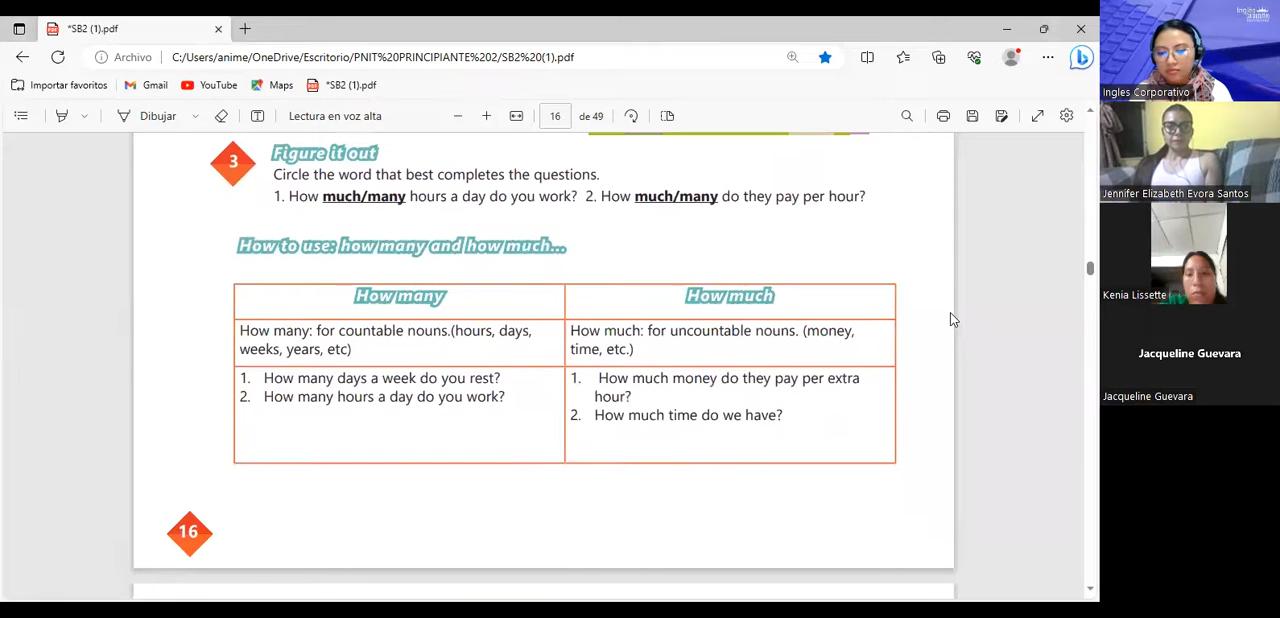 *SB2 (1).pdf
Archivo
C:/Users/anime/OneDrive/Escritorio/PNIT%20PRINCIPIANTE%202/SB2%20(1).pdf
Importar favoritos
Gmail
YouTube
Maps
*SB2 (1).pdf
Dibujar
Lectura en voz alta
16
de 49
3
Figure it out
Circle the word that best completes the questions.
1. How much/many hours a day do you work? 2. How much/many do they pay per hour?
How to use: how many and how much...
How many
How many: for countable nouns.(hours, days,
weeks, years, etc)
1. How many days a week do you rest?
2. How many hours a day do you work?
How much
How much: for uncountable nouns. (money,
time, etc.)
1. How much money do they pay per extra
hour?
2. How much time do we have?
16
Ingles Corporativo
Jennifer Elizabeth Evora Santos
Kenia Lissette
Jacqueline Guevara
Jacqueline Guevara